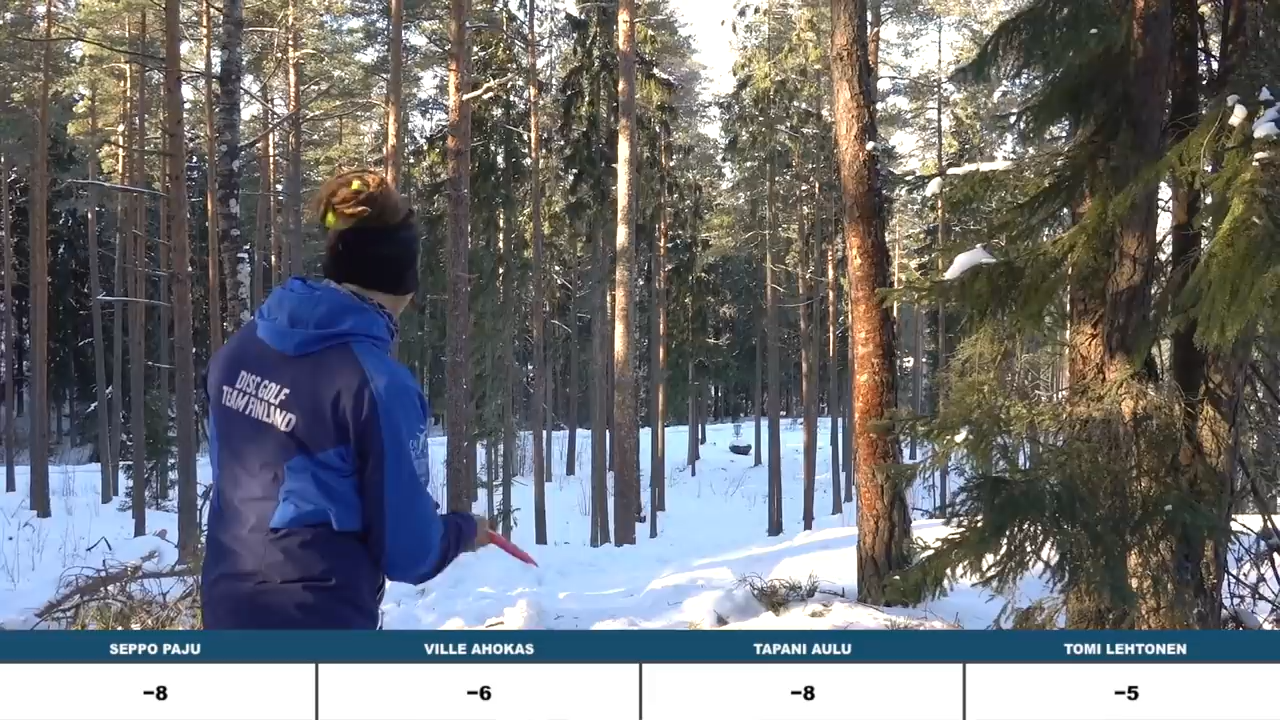 DISC GOLF
TEAM FINLAND
SEPPO PAJU
VILLE AHOKAS
TAPANI AULU
TOMI LEHTONEN
−8
−6
−8
−5